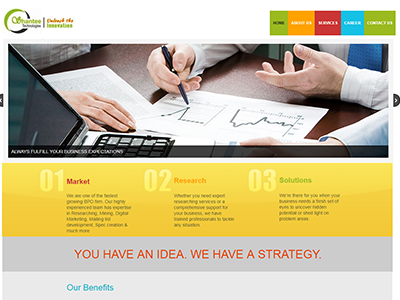 Shantee
Technologies
Unleash the
Innovation
HOME ABOUT US SERVICES CAREER CONTACT US
ALWAYS FULFILL YOUR BUSINESS EXPECTATIONS
01 Market
We are one of the fastest
growing BPO firm. Our highly
experienced team has expertise
in Researching, Mining, Digital
Marketing, Mailing list
development, Spec creation &
much more.
02 Research
Whether you need expert
researching services or a
comprehensive support for
your business, we have
trained professionals to tackle
any situation.
03 Solutions
We're there for you when your
business needs a fresh set of
eyes to uncover hidden
potential or shed light on
problem areas.
YOU HAVE AN IDEA. WE HAVE A STRATEGY.
Our Benefits